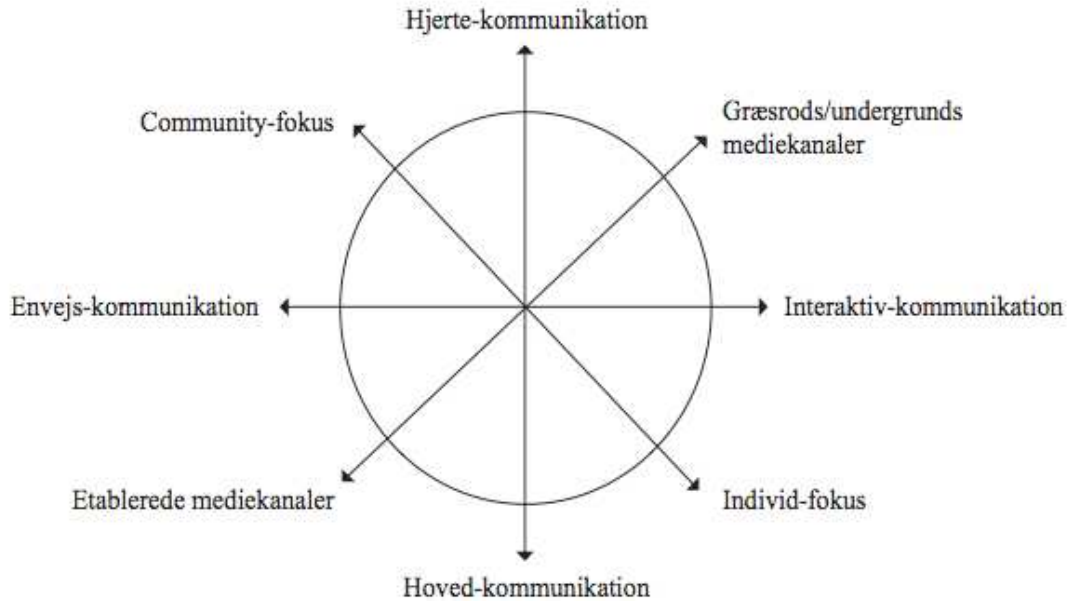 Hjerte-kommunikation
Community-fokus
Græsrods/undergrunds
mediekanaler
Envejs-kommunikation
Interaktiv-kommunikation
Etablerede mediekanaler
Individ-fokus
Hoved-kommunikation